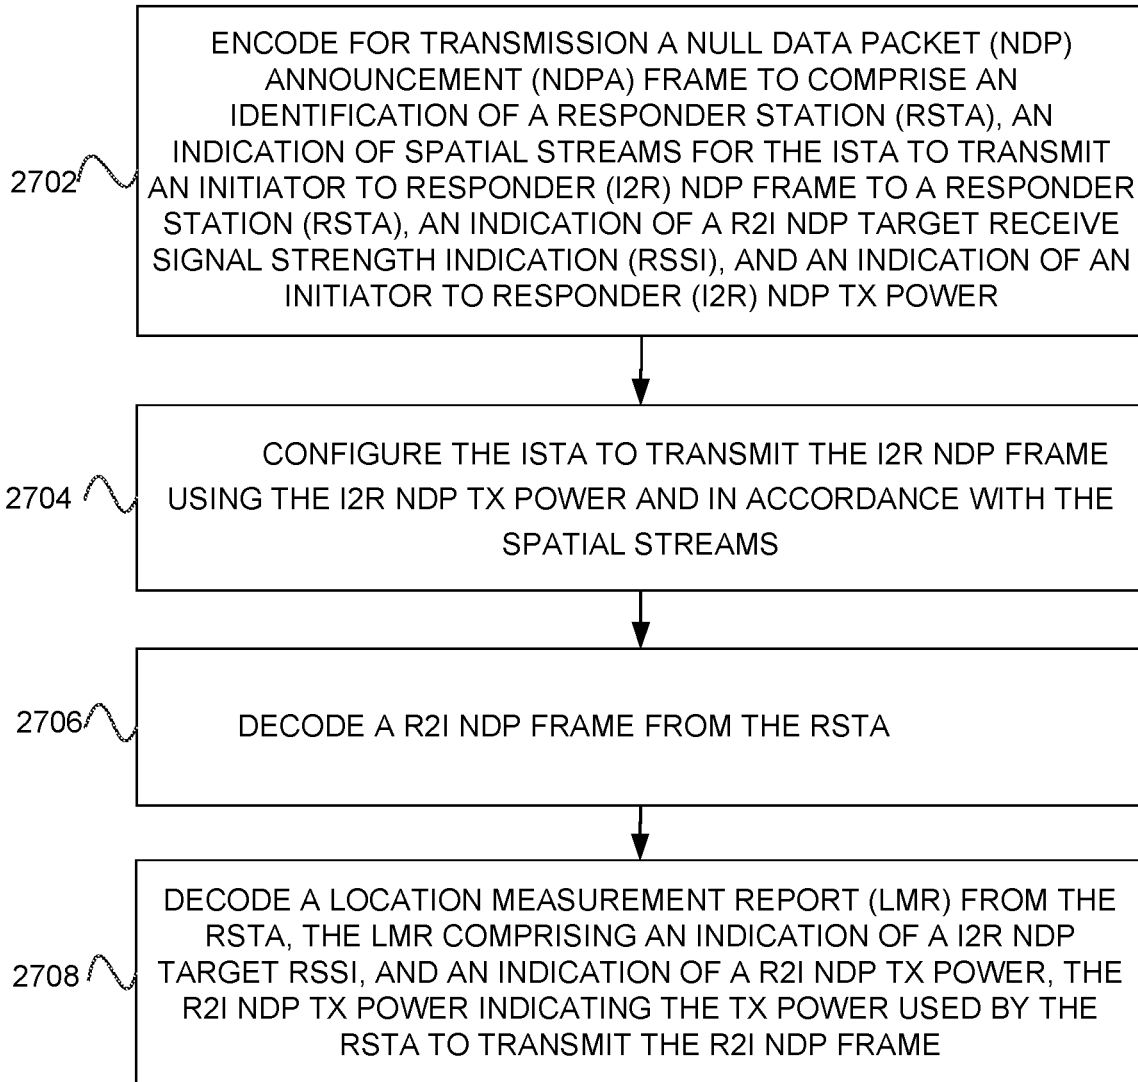 ENCODE FOR TRANSMISSION A NULL DATA PACKET (NDP)
ANNOUNCEMENT (NDPA) FRAME TO COMPRISE AN
IDENTIFICATION OF A RESPONDER STATION (RSTA), AN
INDICATION OF SPATIAL STREAMS FOR THE ISTA TO TRANSMIT
AN INITIATOR TO RESPONDER (I2R) NDP FRAME TO A RESPONDER
STATION (RSTA), AN INDICATION OF A R2I NDP TARGET RECEIVE
SIGNAL STRENGTH INDICATION (RSSI), AND AN INDICATION OF AN
INITIATOR TO RESPONDER (I2R) NDP TX POWER
2702
CONFIGURE THE ISTA TO TRANSMIT THE I2R NDP FRAME
USING THE I2R NDP TX POWER AND IN ACCORDANCE WITH THE
SPATIAL STREAMS
2704
DECODE A R2I NDP FRAME FROM THE RSTA
2706
DECODE A LOCATION MEASUREMENT REPORT (LMR) FROM THE
RSTA, THE LMR COMPRISING AN INDICATION OF A I2R NDP
TARGET RSSI, AND AN INDICATION OF A R2I NDP TX POWER, THE
R2I NDP TX POWER INDICATING THE TX POWER USED BY THE
RSTA TO TRANSMIT THE R2I NDP FRAME
2708